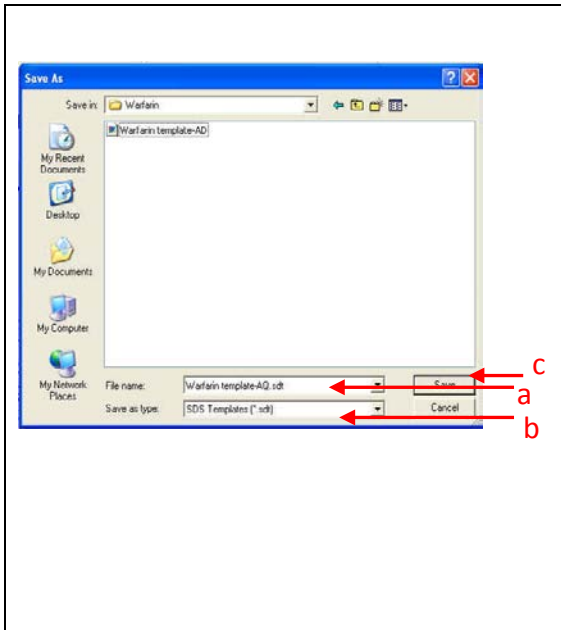 Save As
Save in: Warfarin
Warfarin template-AD
My Recent
Documents
Desktop
My Documents
My Computer
My Network
Places
File name: Warfarin template-AQ.sdt
Save as type: SDS Templates (*.sdt)
Save
Cancel
c
a
b